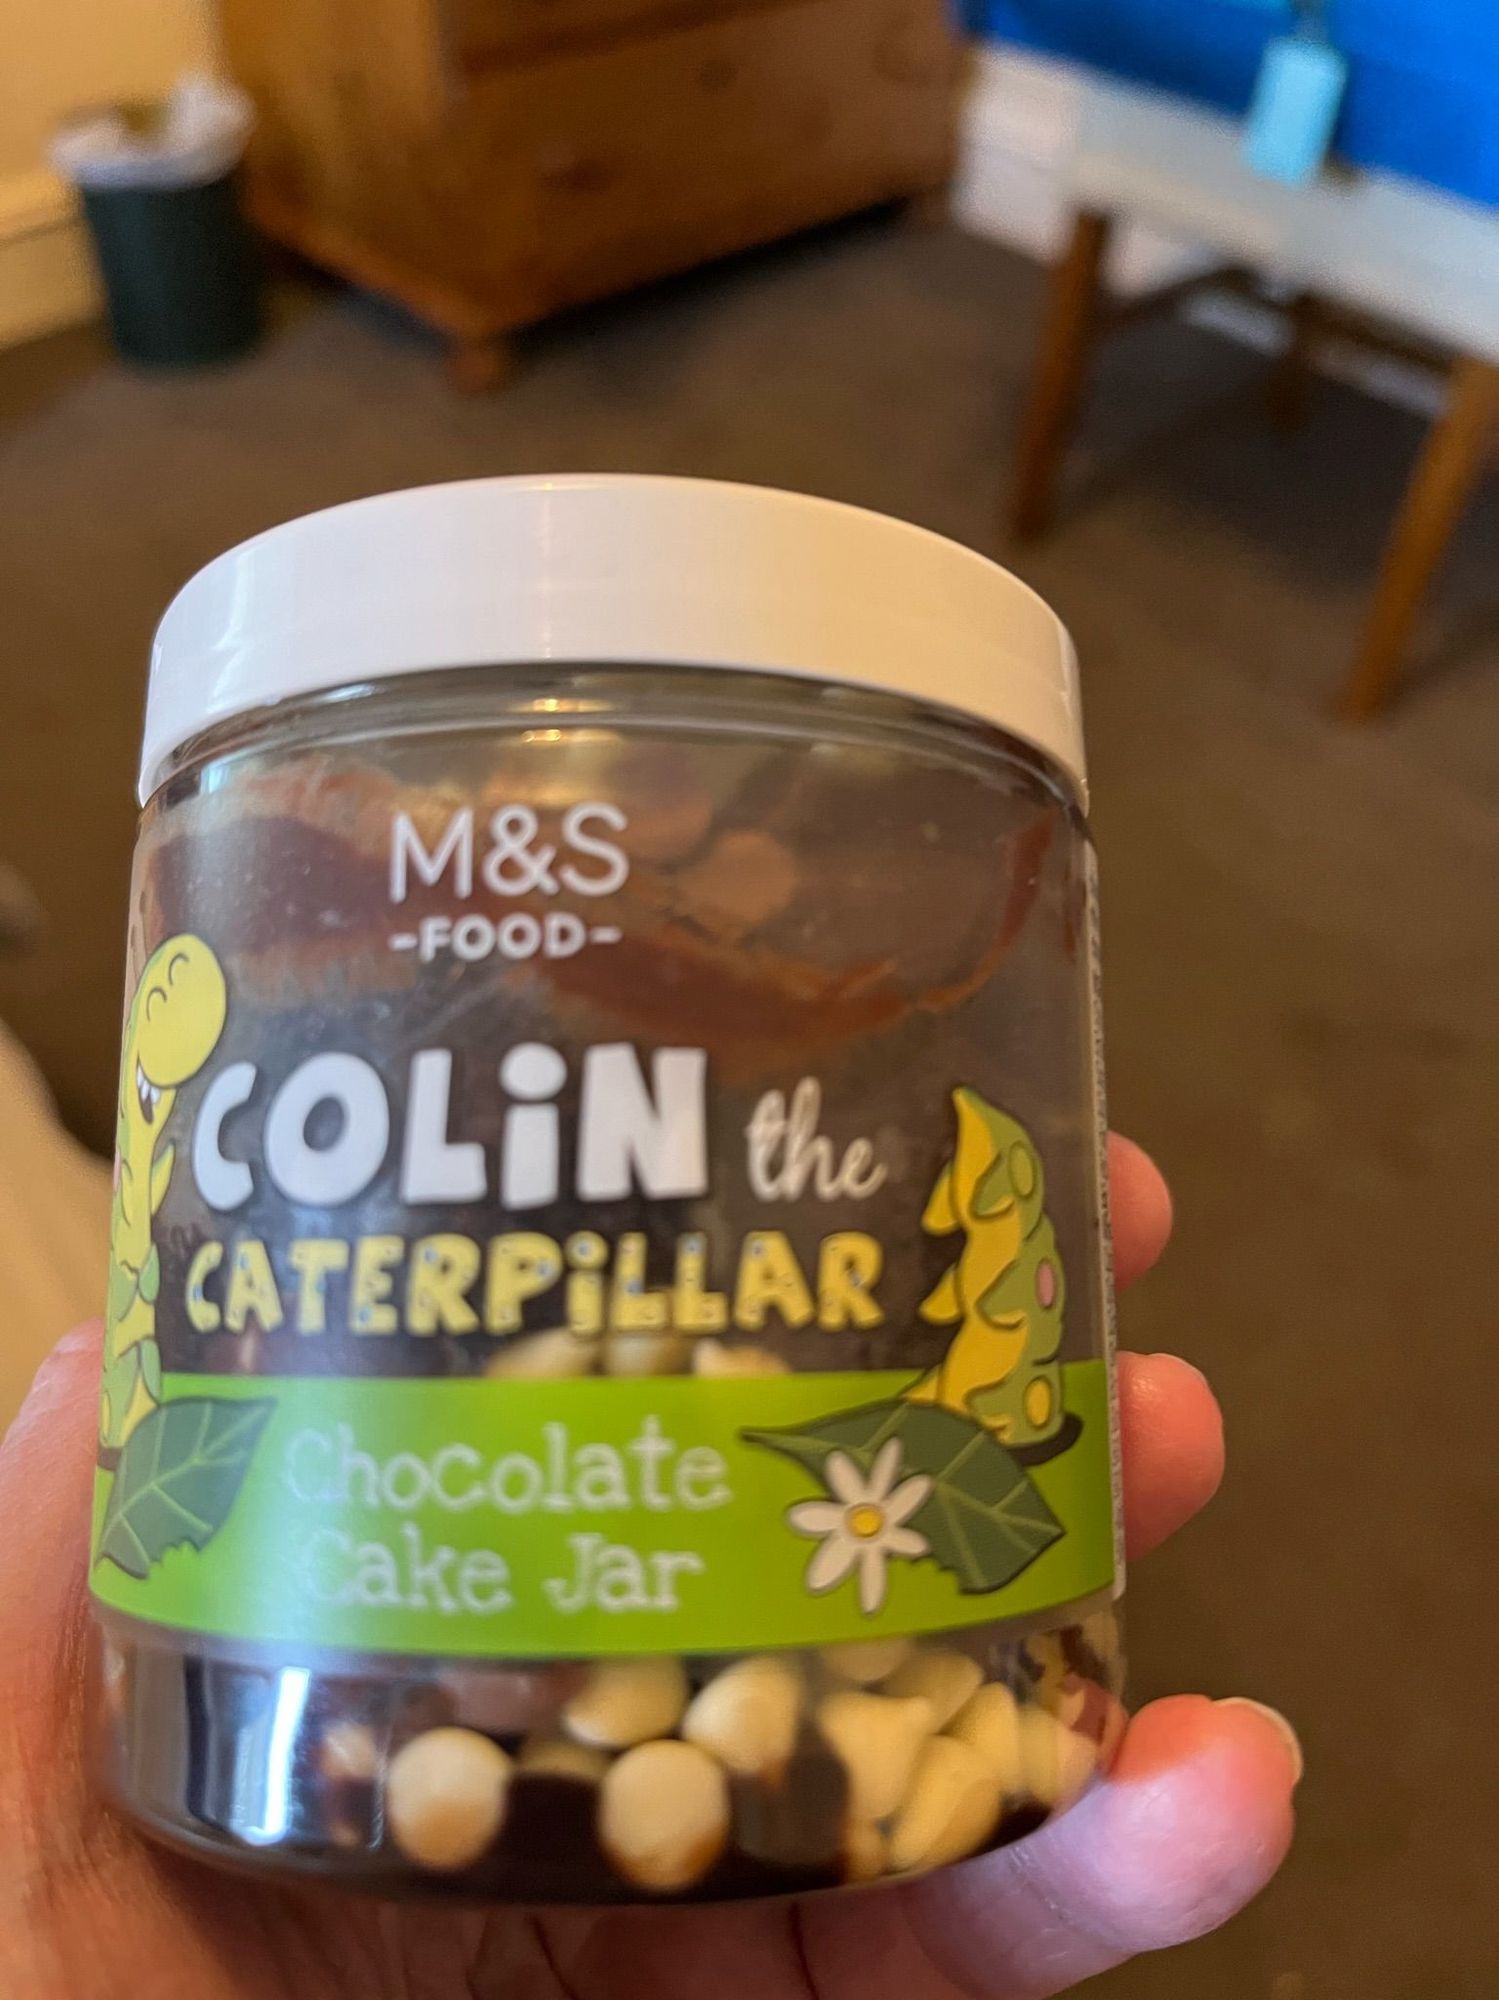 M&S
-FOOD-
COLiN the
CATERPiLLAR
Chocolate
Cake Jar